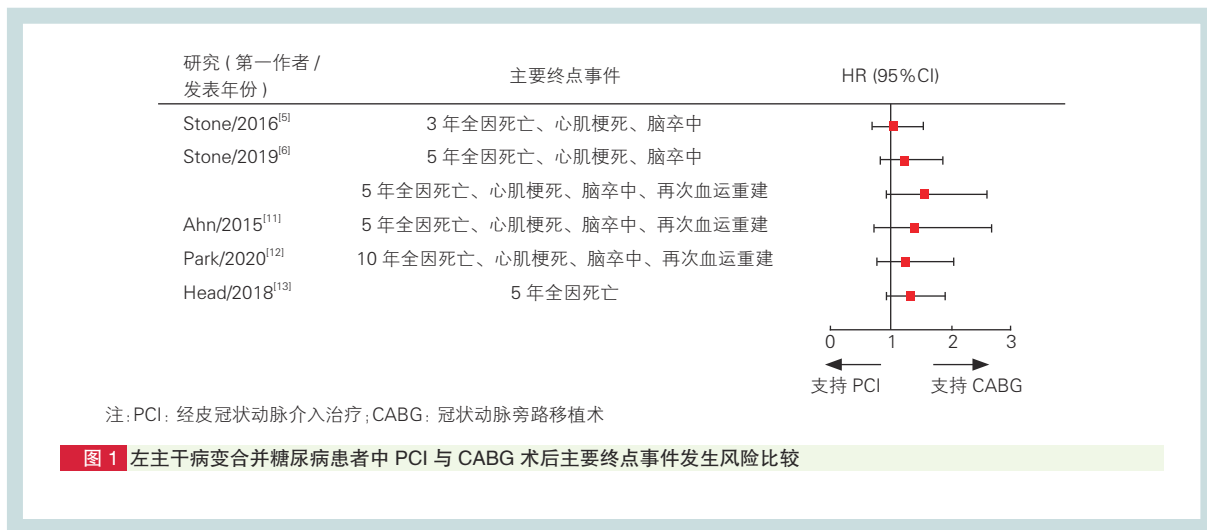 研究 ( 第一作者 / 主要终点事件 HR (95%CI)
发表年份 )
Stone/2016[5] 3 年全因死亡、心肌梗死、脑卒中
Stone/2019[6] 5 年全因死亡、心肌梗死、脑卒中
5 年全因死亡、心肌梗死、脑卒中、再次血运重建
Ahn/2015[11] 5 年全因死亡、心肌梗死、脑卒中、再次血运重建
Park/2020[12] 10 年全因死亡、心肌梗死、脑卒中、再次血运重建
Head/2018[13] 5 年全因死亡
0 1 2 3
支持 PCI 支持 CABG
注:PCI: 经皮冠状动脉介入治疗;CABG: 冠状动脉旁路移植术
图 1 左主干病变合并糖尿病患者中 PCI 与 CABG 术后主要终点事件发生风险比较